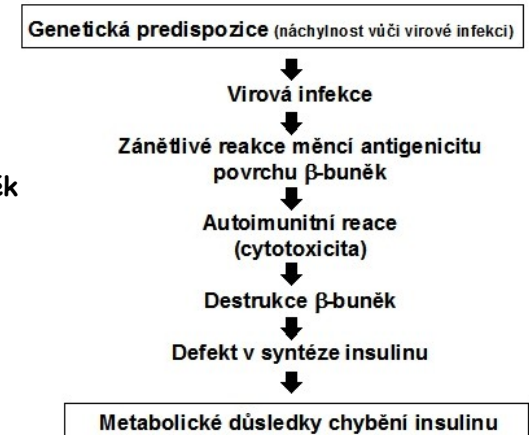 Genetická predispozice (náchylnost vůči virové infekci)
Virová infekce
Zánětlivé reakce měncí antigenicitu
povrchu β-buněk
Autoimunitní reace
(cytotoxicita)
Destrukce β-buněk
Defekt v syntéze insulinu
Metabolické důsledky chybění insulinu